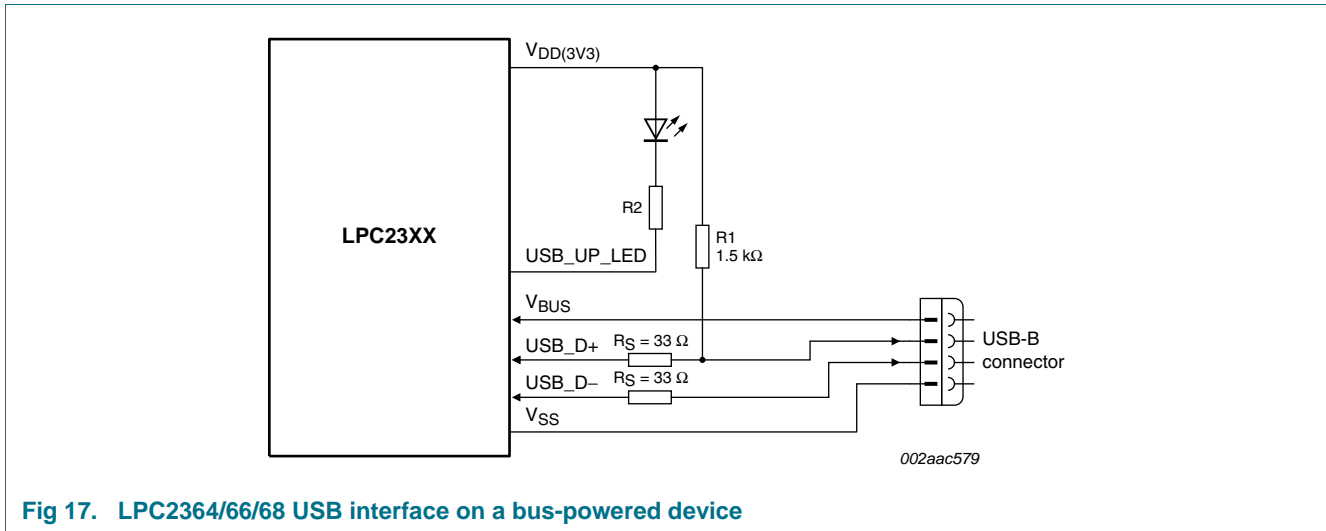 VDD(3V3)
R2
LPC23XX
R1
1.5 kΩ
USB_UP_LED
VBUS
USB_D+
RS = 33 Ω
USB-B
connector
USB_D−
RS = 33 Ω
VSS
002aac579
Fig 17. LPC2364/66/68 USB interface on a bus-powered device